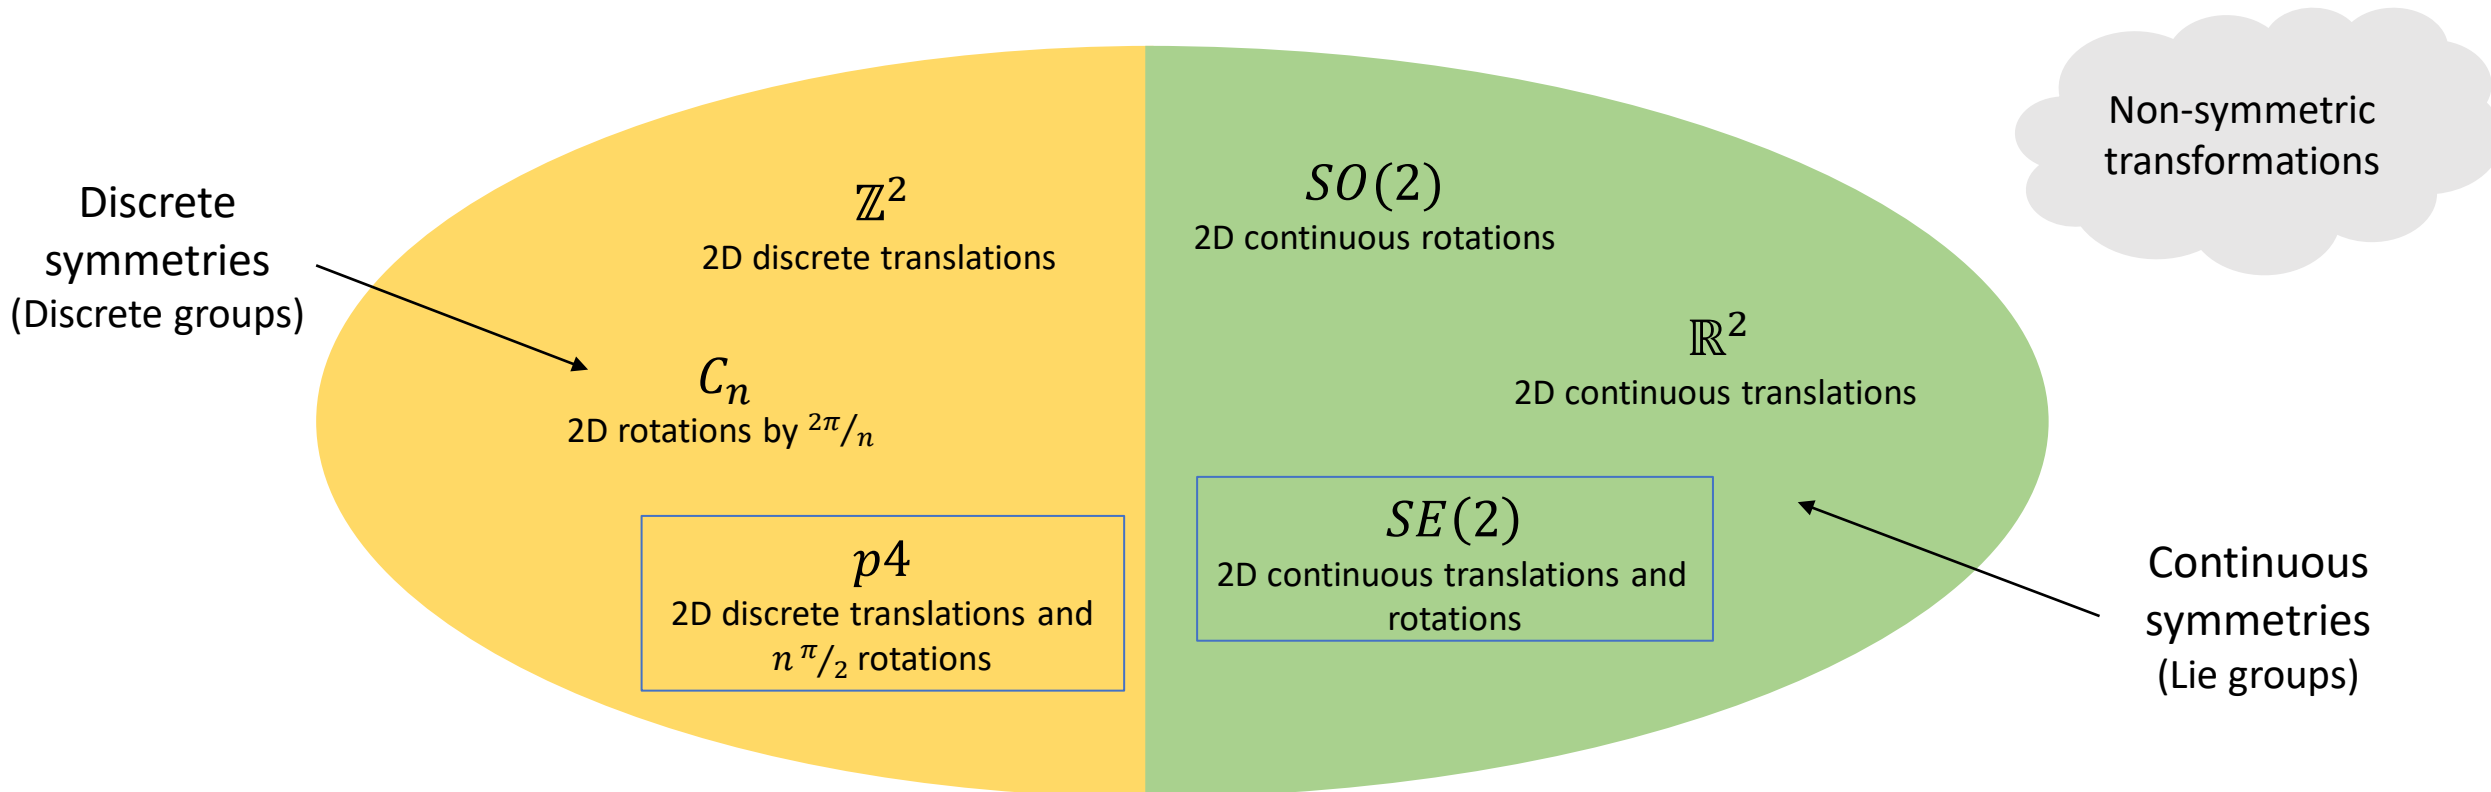 Discrete
symmetries
(Discrete groups)
ℤ²
2D discrete translations
Cₙ
2D rotations by 2π/n
p4
2D discrete translations and
n π/2 rotations
SO(2)
2D continuous rotations
ℝ²
2D continuous translations
SE(2)
2D continuous translations and
rotations
Non-symmetric
transformations
Continuous
symmetries
(Lie groups)